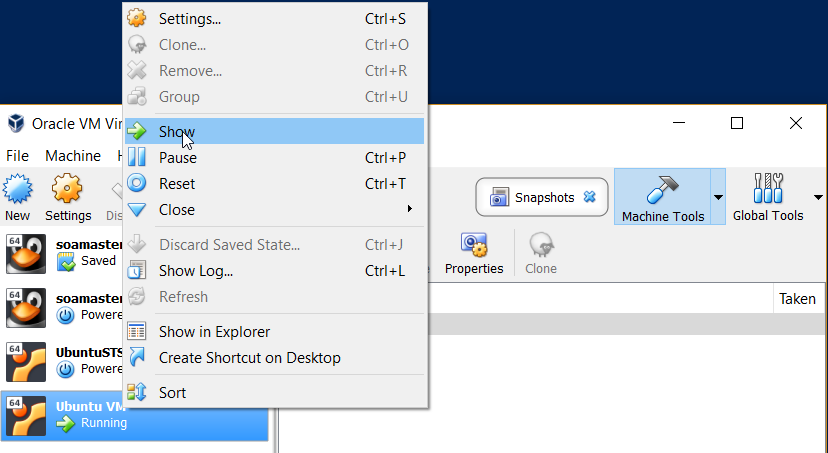 Settings... Ctrl+S
Clone... Ctrl+O
Remove... Ctrl+R
Group Ctrl+U
Show
Pause Ctrl+P
Reset Ctrl+T
Close
Discard Saved State... Ctrl+J
Show Log... Ctrl+L
Refresh
Show in Explorer
Create Shortcut on Desktop
Sort
Oracle VM Vir
File Machine H
New Settings Dis
Snapshots
Machine Tools
Global Tools
Properties Clone
Taken
64 soamaster
Saved
64 soamaster
Powere
64 UbuntuSTS
Powere
64 Ubuntu VM
Running